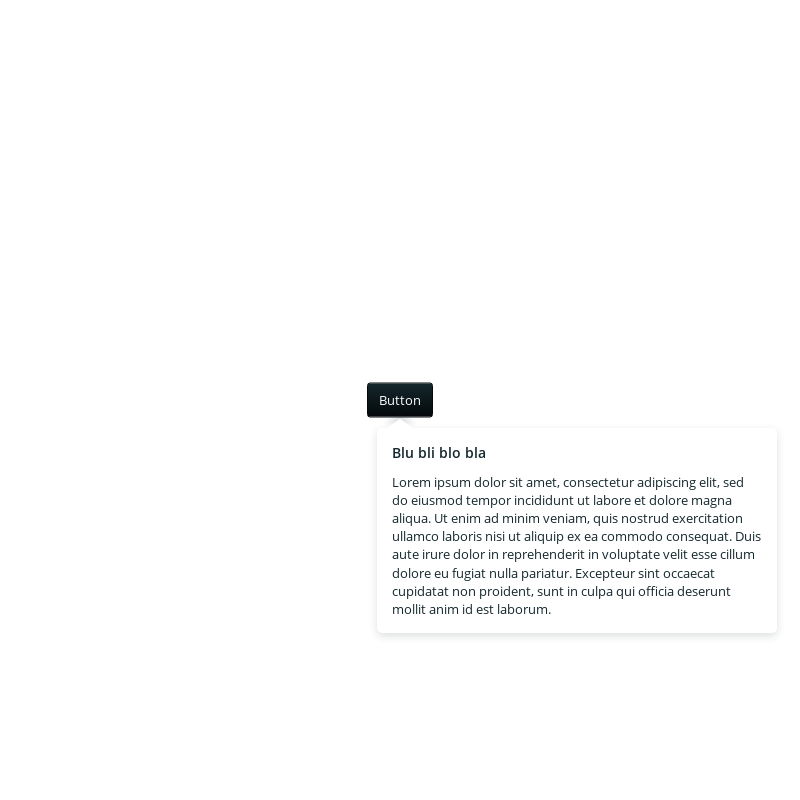 Button
Blu bli blo bla
Lorem ipsum dolor sit amet, consectetur adipiscing elit, sed
do eiusmod tempor incididunt ut labore et dolore magna
aliqua. Ut enim ad minim veniam, quis nostrud exercitation
ullamco laboris nisi ut aliquip ex ea commodo consequat. Duis
aute irure dolor in reprehenderit in voluptate velit esse cillum
dolore eu fugiat nulla pariatur. Excepteur sint occaecat
cupidatat non proident, sunt in culpa qui officia deserunt
mollit anim id est laborum.